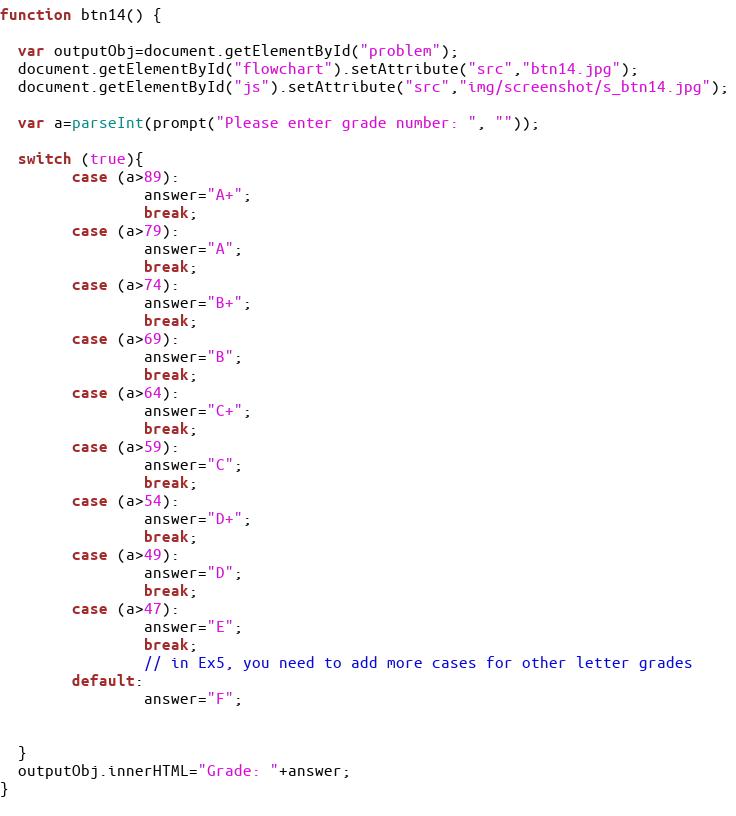 function btn14() {
  var outputObj=document.getElementById("problem");
  document.getElementById("flowchart").setAttribute("src","btn14.jpg");
  document.getElementById("js").setAttribute("src","img/screenshot/s_btn14.jpg");
  var a=parseInt(prompt("Please enter grade number: ", ""));
  switch (true){
        case (a>89):
                answer="A+";
                break;
        case (a>79):
                answer="A";
                break;
        case (a>74):
                answer="B+";
                break;
        case (a>69):
                answer="B";
                break;
        case (a>64):
                answer="C+";
                break;
        case (a>59):
                answer="C";
                break;
        case (a>54):
                answer="D+";
                break;
        case (a>49):
                answer="D";
                break;
        case (a>47):
                answer="E";
                break;
                // in Ex5, you need to add more cases for other letter grades
        default:
                answer="F";
  }
  outputObj.innerHTML="Grade: "+answer;
}